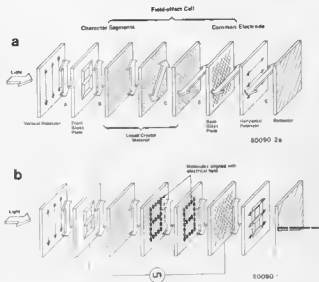 Field-effect Cell
Character Segments
Common Electrode
a
Light
A
B
C
Vertical Polarizer
Front Glass Plate
Liquid Crystal Material
Glass Plate
Horizontal Polarizer
Reflector
80090 2a
b
Molecules aligned with electrical field
Light
80090